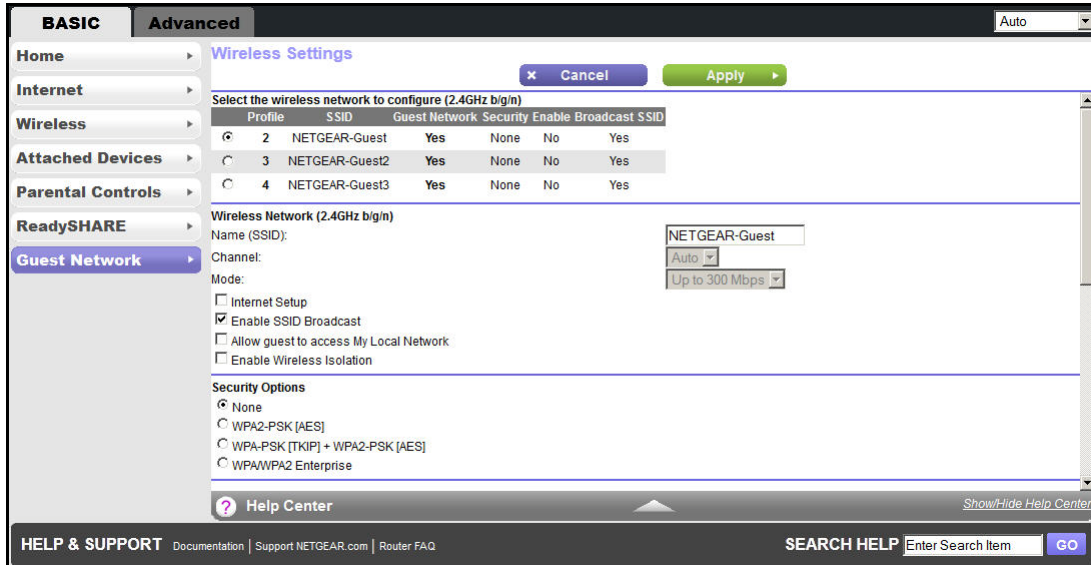 BASIC Advanced Auto
Home
Internet
Wireless
Attached Devices
Parental Controls
ReadySHARE
Guest Network
Wireless Settings
× Cancel Apply
Select the wireless network to configure (2.4GHz b/g/n)
Profile SSID Guest Network Security Enable Broadcast SSID
2 NETGEAR-Guest Yes None No Yes
3 NETGEAR-Guest2 Yes None No Yes
4 NETGEAR-Guest3 Yes None No Yes
Wireless Network (2.4GHz b/g/n)
Name (SSID): NETGEAR-Guest
Channel: Auto
Mode: Up to 300 Mbps
Internet Setup
Enable SSID Broadcast
Allow guest to access My Local Network
Enable Wireless Isolation
Security Options
None
WPA2-PSK [AES]
WPA-PSK [TKIP] + WPA2-PSK [AES]
WPA/WPA2 Enterprise
? Help Center Show/Hide Help Center
HELP & SUPPORT Documentation | Support NETGEAR.com | Router FAQ SEARCH HELP Enter Search Item GO